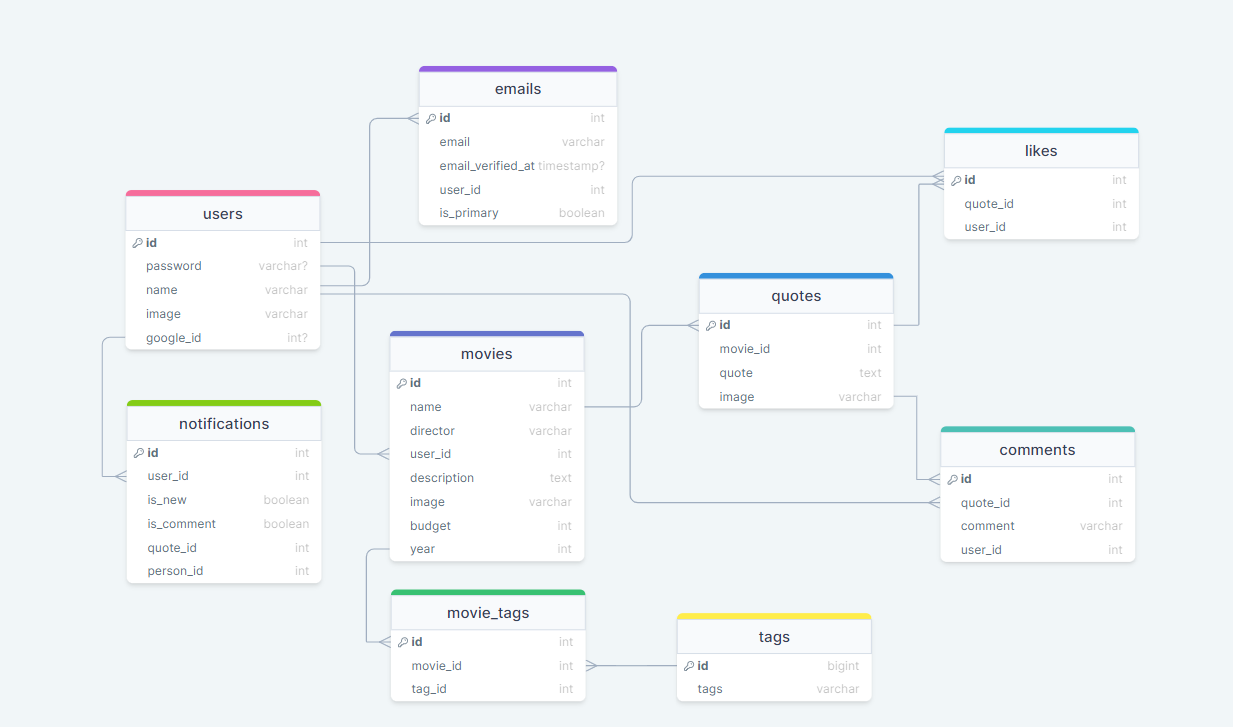 emails
id int
email varchar
email_verified_at timestamp?
user_id int
is_primary boolean
likes
id int
quote_id int
user_id int
users
id int
password varchar?
name varchar
image varchar
google_id int?
quotes
id int
movie_id int
quote text
image varchar
movies
id int
name varchar
director varchar
user_id int
description text
image varchar
budget int
year int
notifications
id int
user_id int
is_new boolean
is_comment boolean
quote_id int
person_id int
comments
id int
quote_id int
comment varchar
user_id int
movie_tags
id int
movie_id int
tag_id int
tags
id bigint
tags varchar